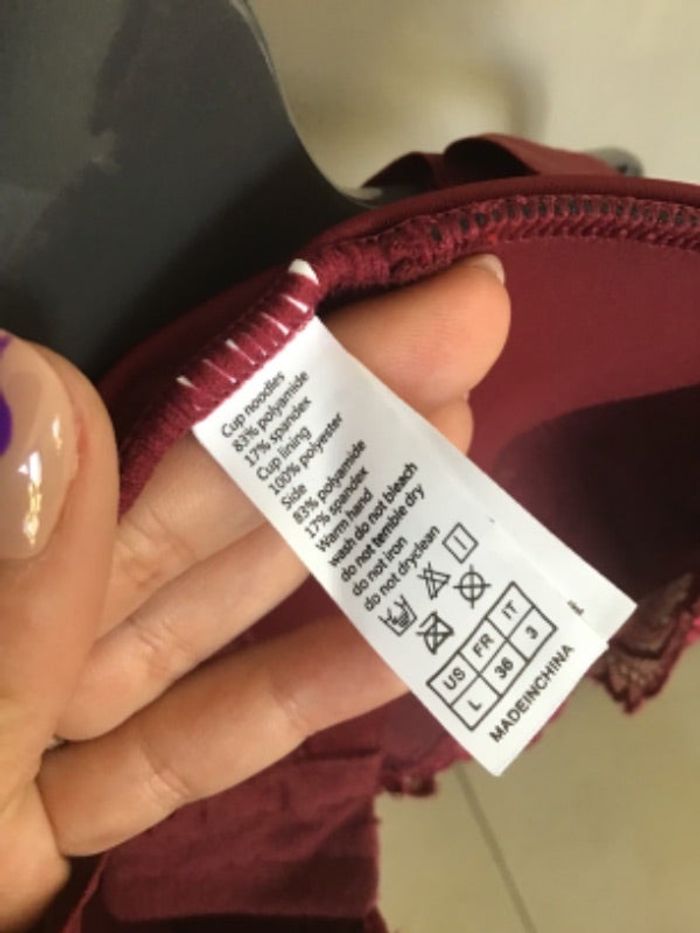 Cup noodles
83% polyamide
17% spandex
Cup lining
100% polyester
Side
83% polyamide
17% spandex
Warm hand
wash do not bleach
do not temble dry
do not iron
do not dryclean
US FR IT
L 36 3
MADEINCHINA